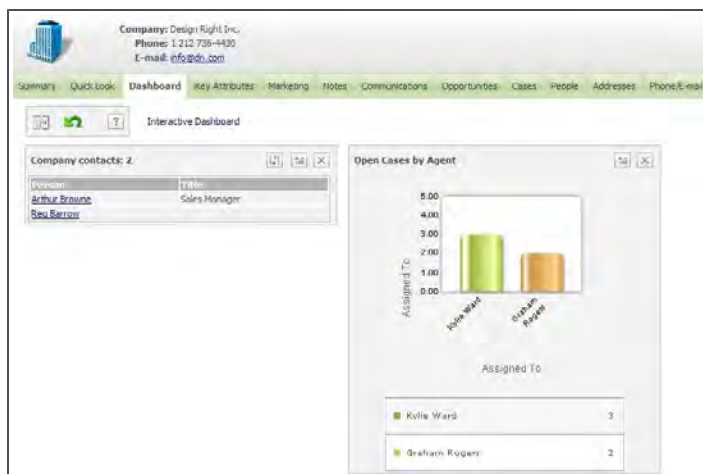 Company: Design Right Inc.
Phone: 1 212 736-4430
E-mail: info@dn.com
Summary Quick Look Dashboard Key Attributes Marketing Notes Communications Opportunities Cases People Addresses Phone/E-mail
? Interactive Dashboard
Company contacts: 2
Person Title
Arthur Browne Sales Manager
Reg Barrow
Open Cases by Agent
5.00
4.00
3.00
2.00
1.00
0.00
Assigned To
Kylie Ward
Graham Rogers
Assigned To
Kylie Ward 3
Graham Rogers 2